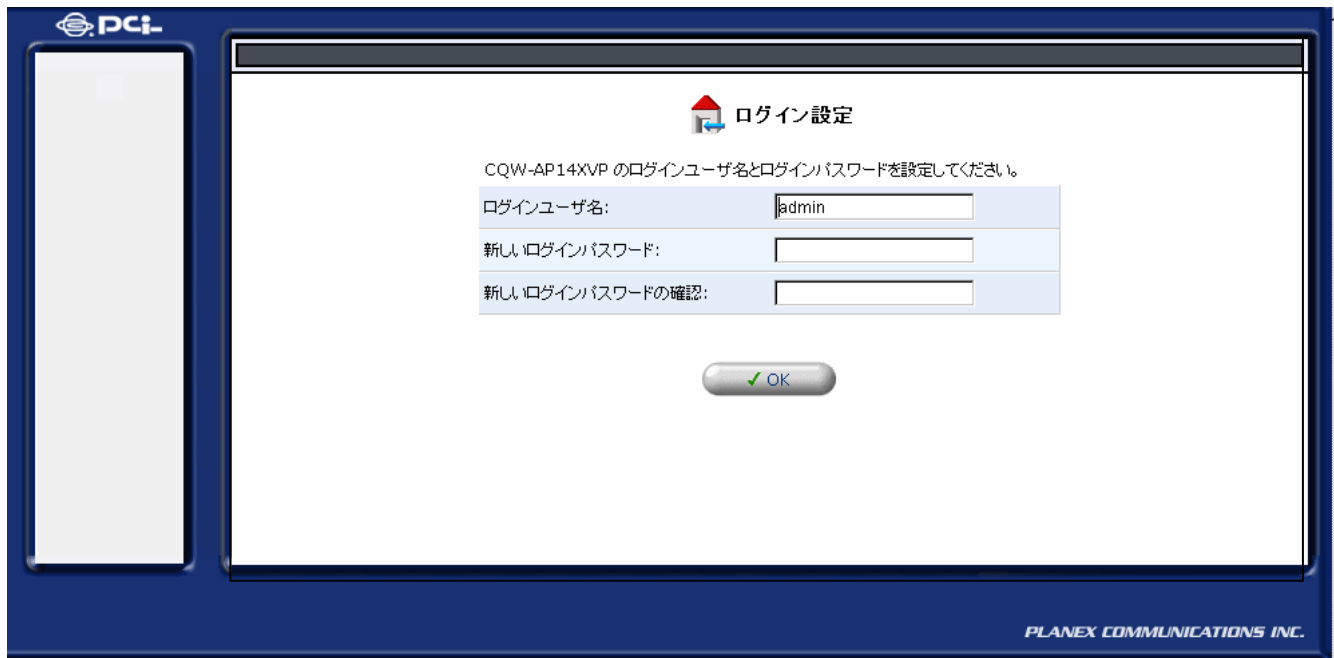 PCi
ログイン設定
CQW-AP14XVP のログインユーザ名とログインパスワードを設定してください。
ログインユーザ名: admin
新しいログインパスワード:
新しいログインパスワードの確認:
✓ OK
PLANEX COMMUNICATIONS INC.